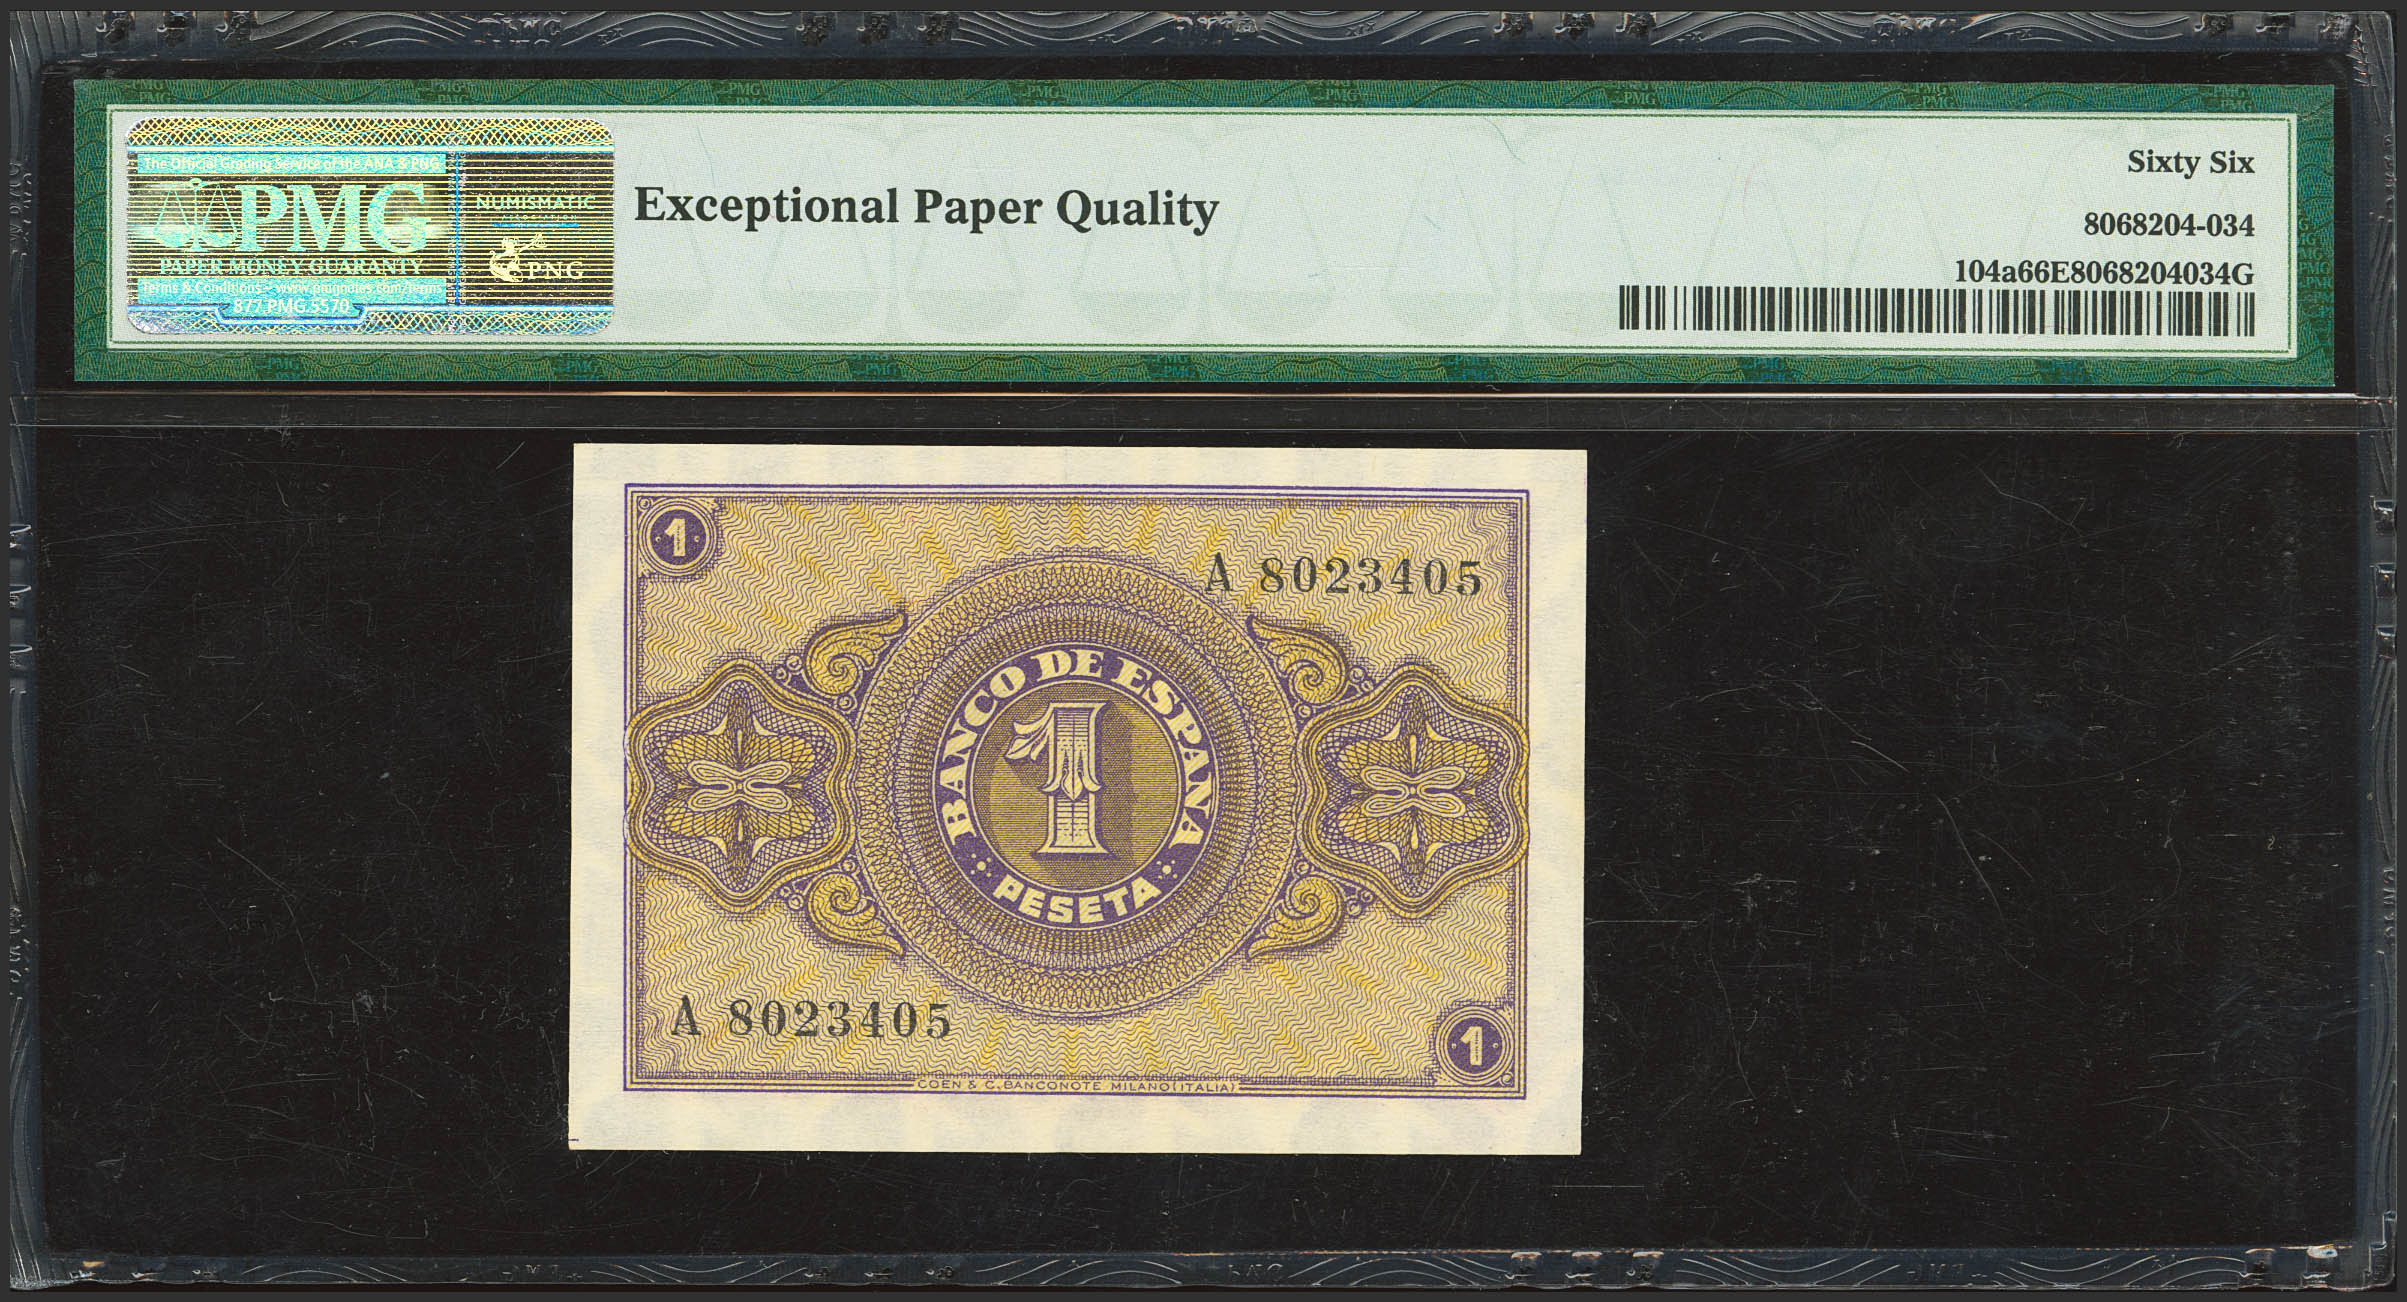 The Official Grading Service of the ANA & PNG
PMG
PAPER MONEY GUARANTY
Terms & Conditions - www.pmgnotes.com/terms
877.PMG.5570
AMERICAN
NUMISMATIC
ASSOCIATION
PNG
Exceptional Paper Quality
Sixty Six
8068204-034
104a66E8068204034G
1
A 8023405
BANCO DE ESPAÑA
1
PESETA
A 8023405
1
COEN & C. BANCONOTE MILANO (ITALIA)